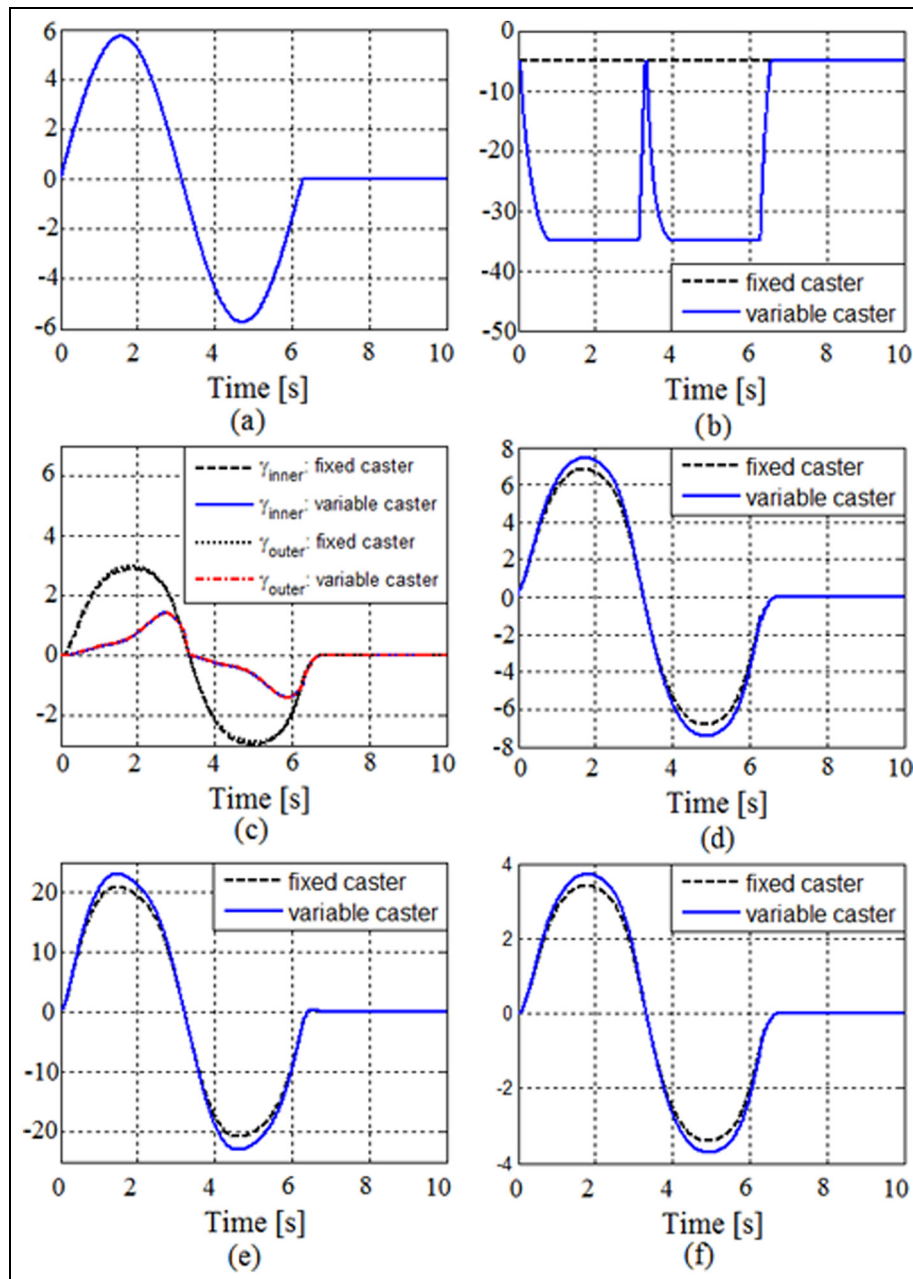 6
4
2
0
-2
-4
-6
0 2 4 6 8 10
Time [s]
(a)
0
-10
-20
-30
-40
-50
fixed caster
variable caster
0 2 4 6 8 10
Time [s]
(b)
6
4
2
0
-2
γinner: fixed caster
γinner: variable caster
γouter: fixed caster
γouter: variable caster
0 2 4 6 8 10
Time [s]
(c)
8
6
4
2
0
-2
-4
-6
-8
fixed caster
variable caster
0 2 4 6 8 10
Time [s]
(d)
20
10
0
-10
-20
fixed caster
variable caster
0 2 4 6 8 10
Time [s]
(e)
4
2
0
-2
-4
fixed caster
variable caster
0 2 4 6 8 10
Time [s]
(f)